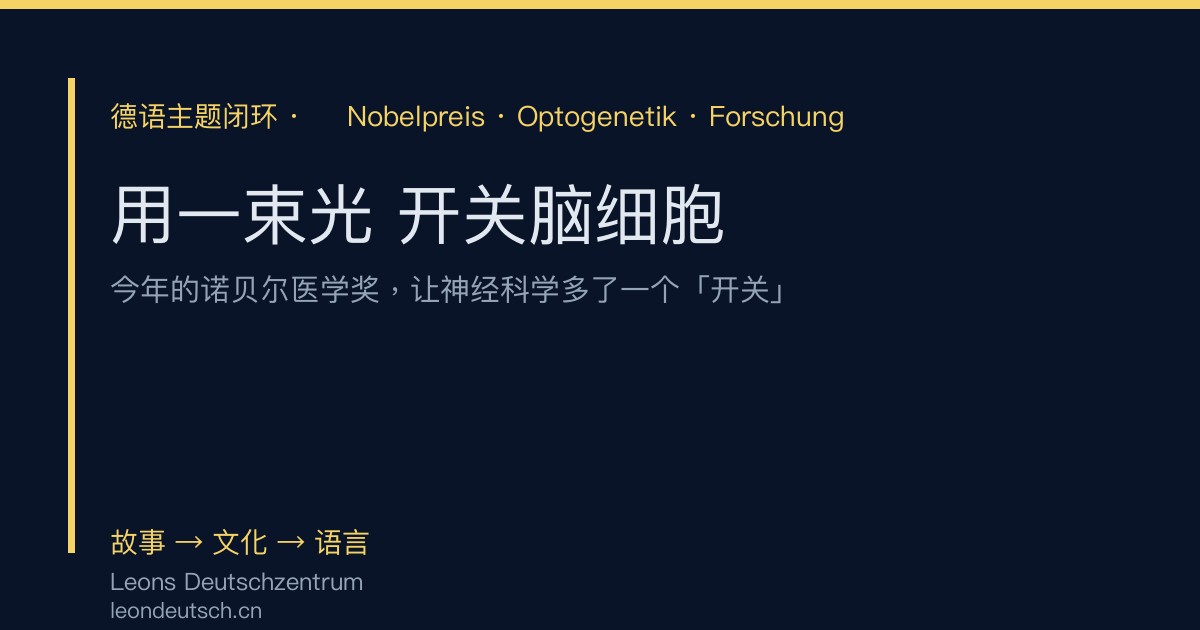 德语主题闭环 · Nobelpreis · Optogenetik · Forschung
用一束光 开关脑细胞
今年的诺贝尔医学奖，让神经科学多了一个「开关」
故事 → 文化 → 语言
Leons Deutschzentrum
leondeutsch.cn